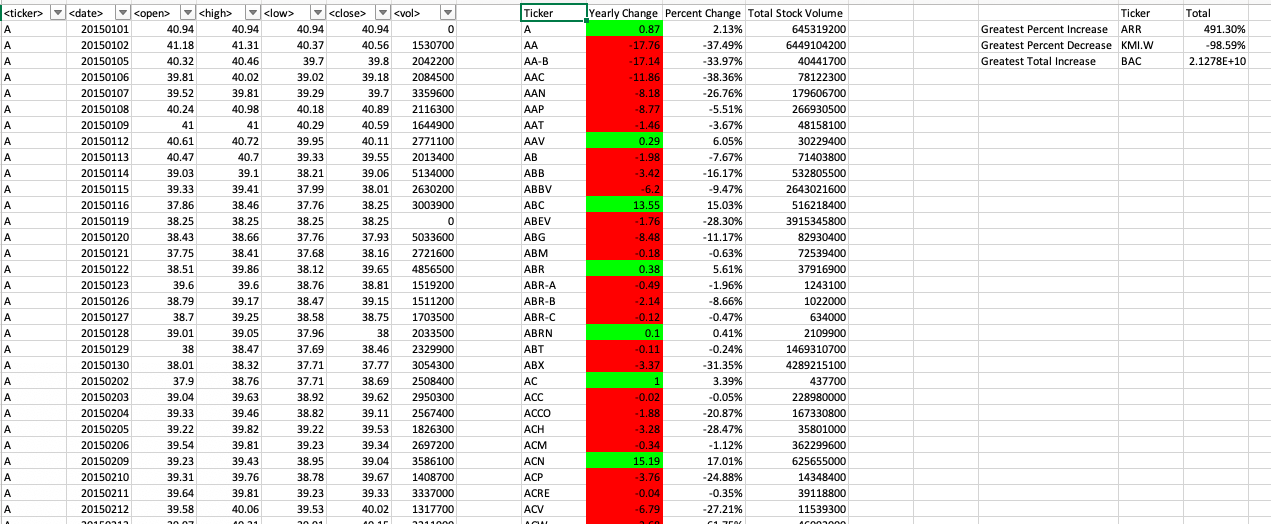 <ticker> <date> <open> <high> <low> <close> <vol> Ticker Yearly Change Percent Change Total Stock Volume Ticker Total
A 20150101 40.94 40.94 40.94 40.94 0 A 0.87 2.13% 645319200 Greatest Percent Increase ARR 491.30%
A 20150102 41.18 41.31 40.37 40.56 1530700 AA -17.76 -37.49% 6449104200 Greatest Percent Decrease KMI.W -98.59%
A 20150105 40.32 40.46 39.7 39.8 2042200 AA-B -17.14 -33.97% 40441700 Greatest Total Increase BAC 2.1278E+10
A 20150106 39.81 40.02 39.02 39.18 2084500 AAC -11.86 -38.36% 78122300
A 20150107 39.52 39.81 39.29 39.7 3359600 AAN -8.18 -26.76% 179606700
A 20150108 40.24 40.98 40.18 40.89 2116300 AAP -8.77 -5.51% 266930500
A 20150109 41 41 40.29 40.59 1644900 AAT -1.46 -3.67% 48158100
A 20150112 40.61 40.72 39.95 40.11 2771100 AAV 0.29 6.05% 30229400
A 20150113 40.47 40.7 39.33 39.55 2013400 AB -1.98 -7.67% 71403800
A 20150114 39.03 39.1 38.21 39.06 5134000 ABB -3.42 -16.17% 532805500
A 20150115 39.33 39.41 37.99 38.01 2630200 ABBV -6.2 -9.47% 2643021600
A 20150116 37.86 38.46 37.76 38.25 3003900 ABC 13.55 15.03% 516218400
A 20150119 38.25 38.25 38.25 38.25 0 ABEV -1.76 -28.30% 3915345800
A 20150120 38.43 38.66 37.76 37.93 5033600 ABG -8.48 -11.17% 82930400
A 20150121 37.75 38.41 37.68 38.16 2721600 ABM -0.18 -0.63% 72539400
A 20150122 38.51 39.86 38.12 39.65 4856500 ABR 0.38 5.61% 37916900
A 20150123 39.6 39.6 38.76 38.81 1519200 ABR-A -0.49 -1.96% 1243100
A 20150126 38.79 39.17 38.47 39.15 1511200 ABR-B -2.14 -8.66% 1022000
A 20150127 38.7 39.25 38.58 38.75 1703500 ABR-C -0.12 -0.47% 634000
A 20150128 39.01 39.05 37.96 38 2033500 ABRN 0.1 0.41% 2109900
A 20150129 38 38.47 37.69 38.46 2329900 ABT -0.11 -0.24% 1469310700
A 20150130 38.01 38.32 37.71 37.77 3054300 ABX -3.37 -31.35% 4289215100
A 20150202 37.9 38.76 37.71 38.69 2508400 AC 1 3.39% 437700
A 20150203 39.04 39.63 38.92 39.62 2950300 ACC -0.02 -0.05% 228980000
A 20150204 39.33 39.46 38.82 39.11 2567400 ACCO -1.88 -20.87% 167330800
A 20150205 39.22 39.82 39.22 39.53 1826300 ACH -3.28 -28.47% 35801000
A 20150206 39.54 39.81 39.23 39.34 2697200 ACM -0.34 -1.12% 362299600
A 20150209 39.23 39.43 38.95 39.04 3586100 ACN 15.19 17.01% 625655000
A 20150210 39.31 39.76 38.78 39.67 1408700 ACP -3.76 -24.88% 14348400
A 20150211 39.64 39.81 39.23 39.33 3337000 ACRE -0.04 -0.35% 39118800
A 20150212 39.58 40.06 39.53 40.02 1317700 ACV -6.79 -27.21% 11539300